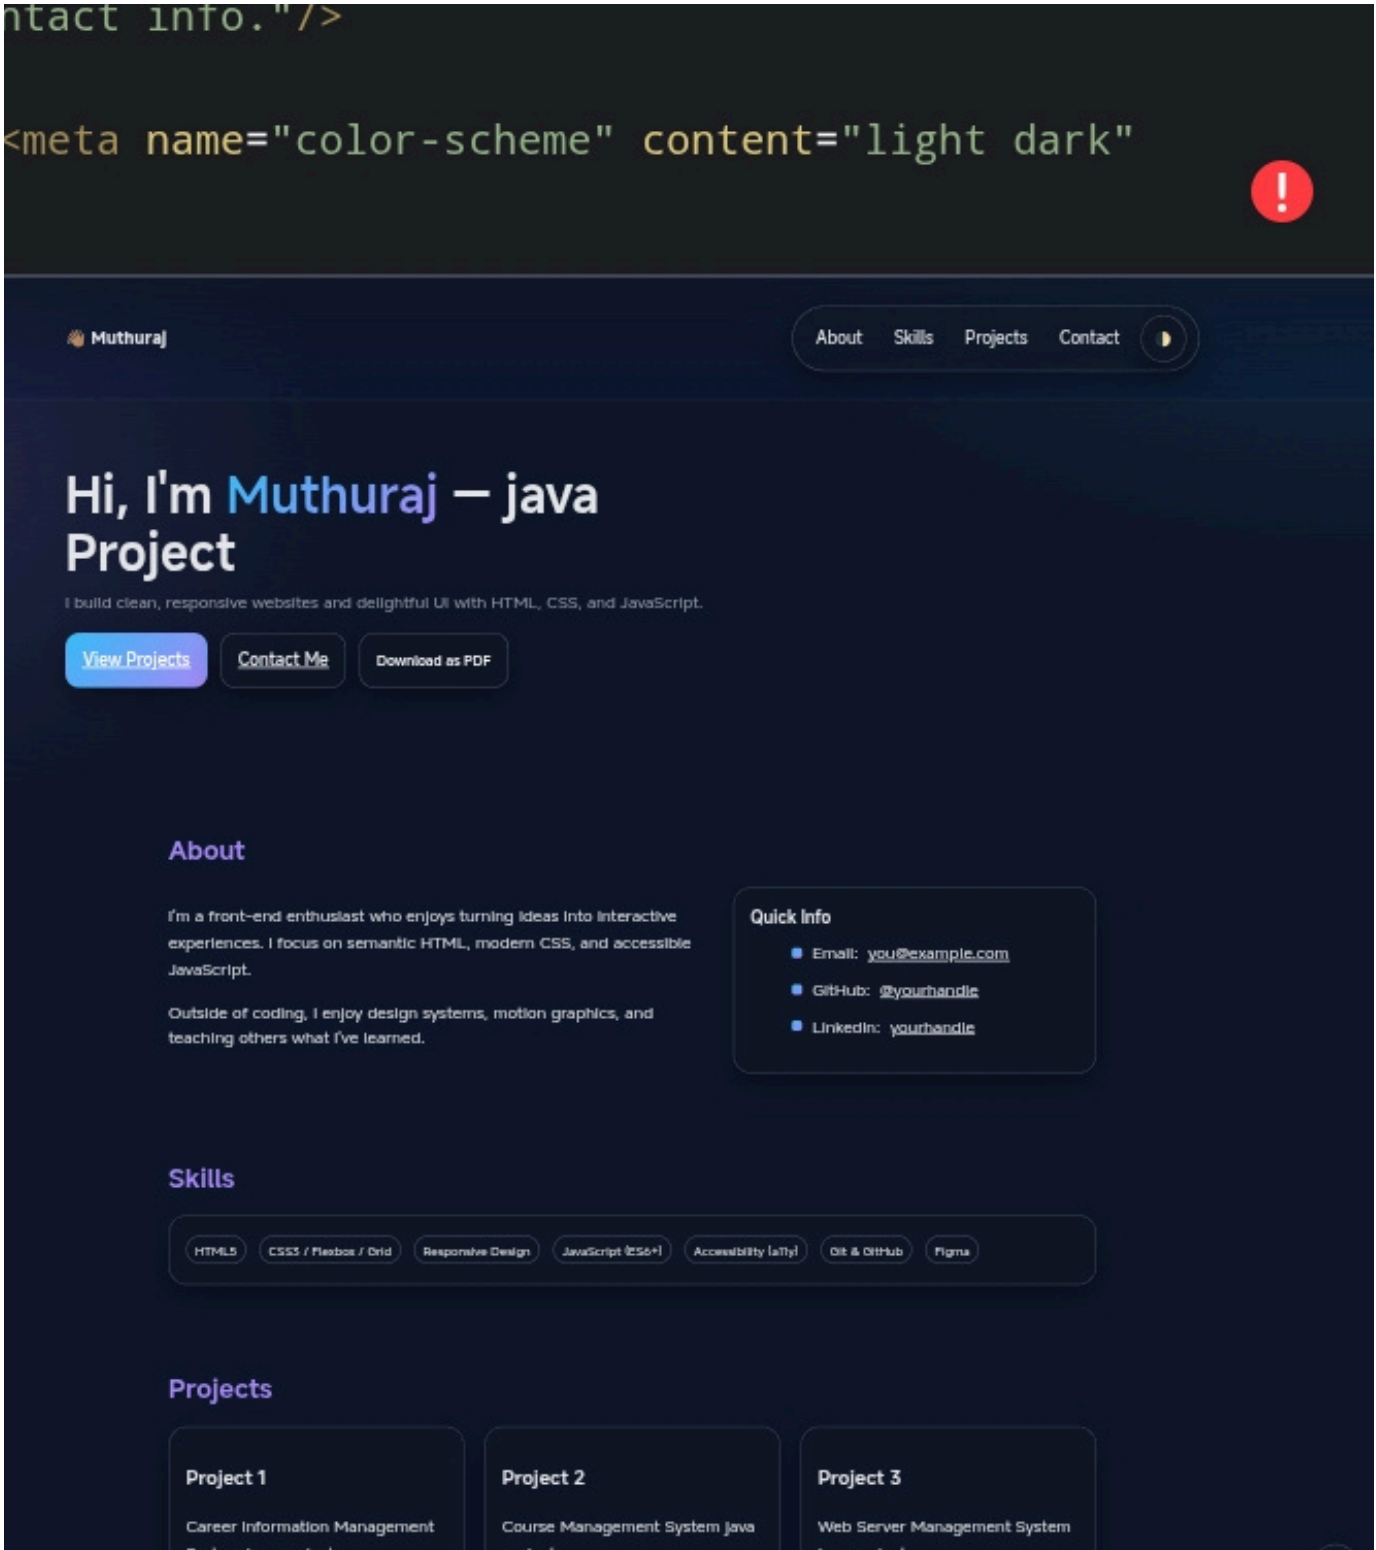 ntact info."/>
<meta name="color-scheme" content="light dark"
👋🏽 Muthuraj
About Skills Projects Contact
Hi, I'm Muthuraj — java
Project
I build clean, responsive websites and delightful UI with HTML, CSS, and JavaScript.
View Projects Contact Me Download as PDF
About
I'm a front-end enthusiast who enjoys turning ideas into interactive
experiences. I focus on semantic HTML, modern CSS, and accessible
JavaScript.
Outside of coding, I enjoy design systems, motion graphics, and
teaching others what I've learned.
Quick Info
Email: you@example.com
GitHub: @yourhandle
LinkedIn: yourhandle
Skills
HTML5 CSS3 / Flexbox / Grid Responsive Design JavaScript (ES6+) Accessibility (a11y) Git & GitHub Figma
Projects
Project 1
Career Information Management
Project 2
Course Management System java
Project 3
Web Server Management System